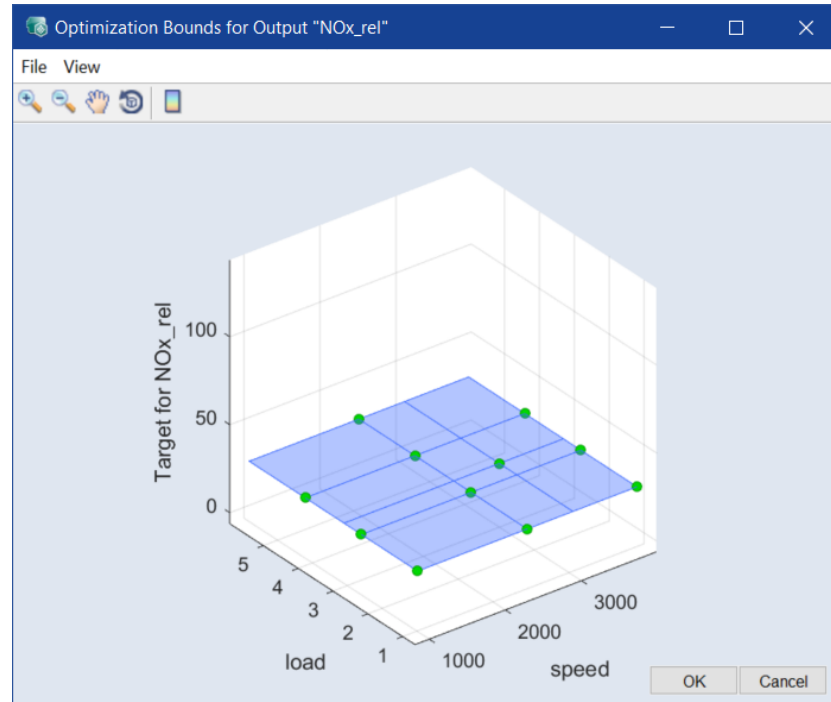 Optimization Bounds for Output "NOx_rel"
File View
Target for NOx_rel
100
50
0
5
4
3
2
1
load
1000
2000
3000
speed
OK Cancel